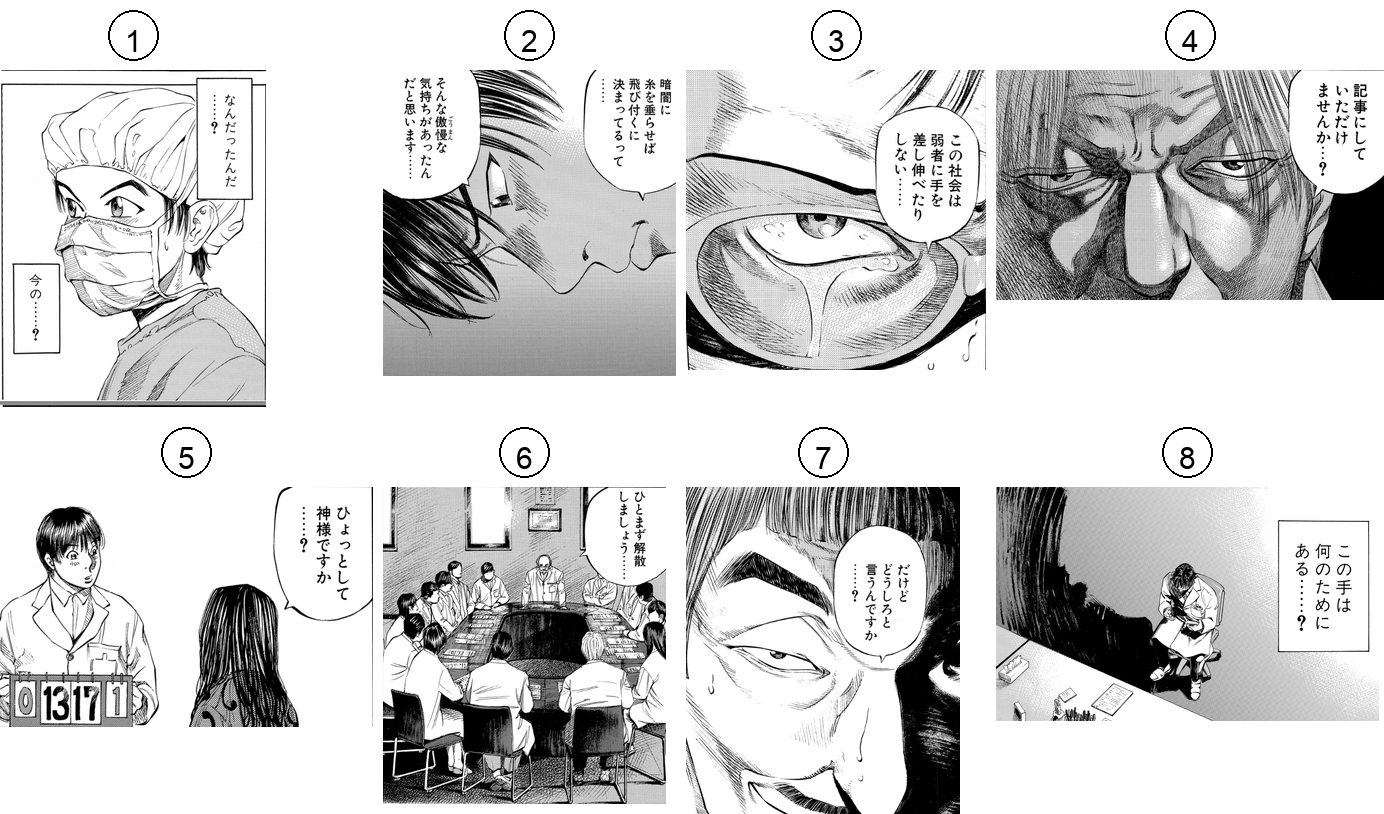 1
なんだったんだ
……?
今の……?
2
暗闇に
糸を垂らせば
飛び付くに
決まってるって
……
そんな傲慢な
ごうまん
気持ちがあったん
だと思います……
3
この社会は
弱者に手を
差し伸べたり
しない……
4
記事にして
いただけ
ませんか…?
5
ひょっとして
神様ですか
……?
0 13 17 1
6
ひとまず解散
しましょう……
7
だけど
どうしろと
言うんですか
……?
8
この手は
何のために
ある……?